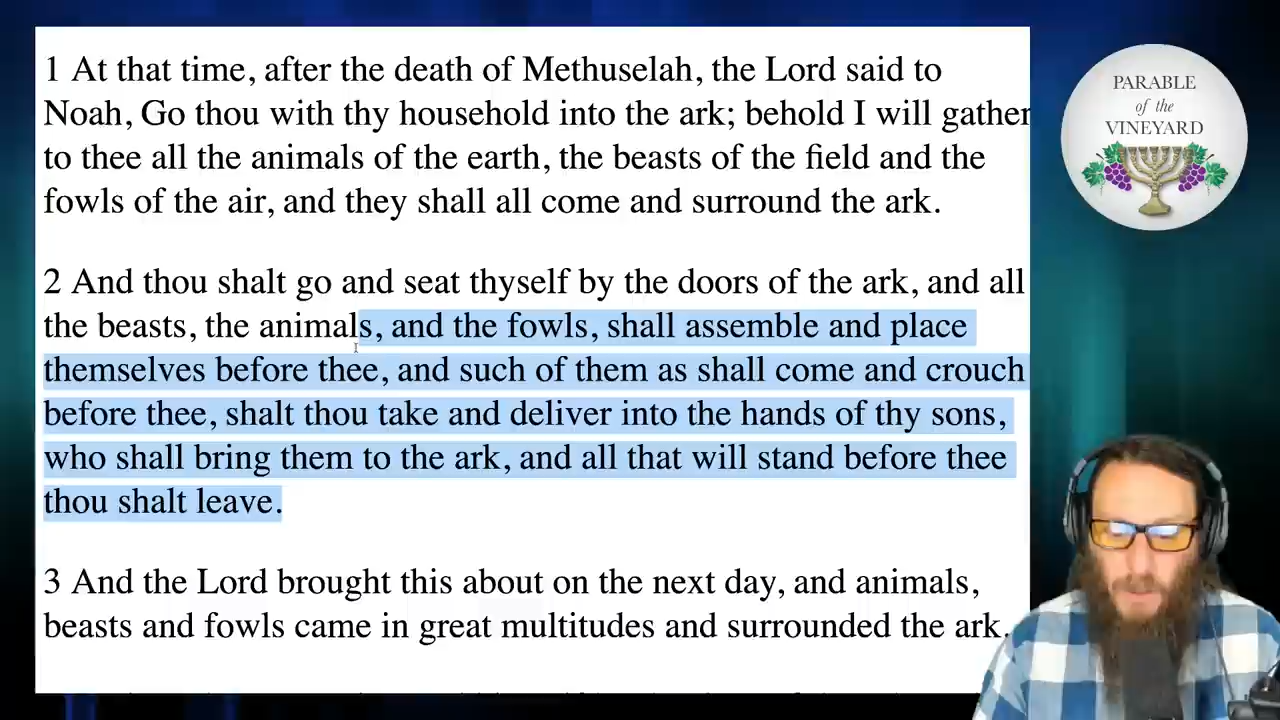 1 At that time, after the death of Methuselah, the Lord said to
Noah, Go thou with thy household into the ark; behold I will gather
to thee all the animals of the earth, the beasts of the field and the
fowls of the air, and they shall all come and surround the ark.
2 And thou shalt go and seat thyself by the doors of the ark, and all
the beasts, the animals, and the fowls, shall assemble and place
themselves before thee, and such of them as shall come and crouch
before thee, shalt thou take and deliver into the hands of thy sons,
who shall bring them to the ark, and all that will stand before thee
thou shalt leave.
3 And the Lord brought this about on the next day, and animals,
beasts and fowls came in great multitudes and surrounded the ark.
PARABLE
of the
VINEYARD